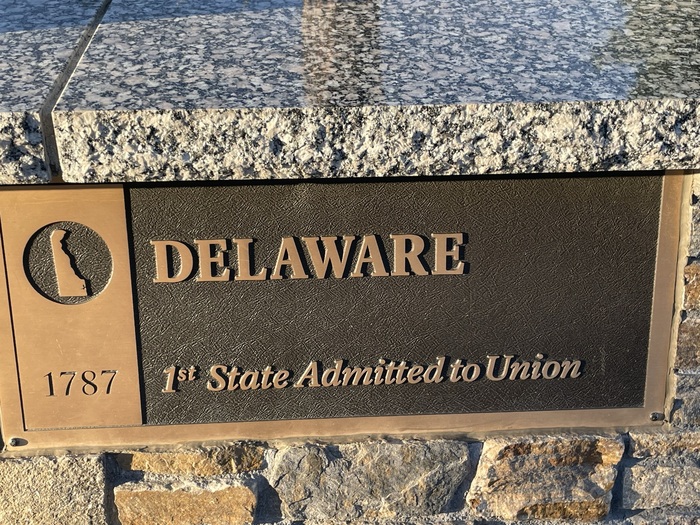 DELAWARE
1787
1st State Admitted to Union